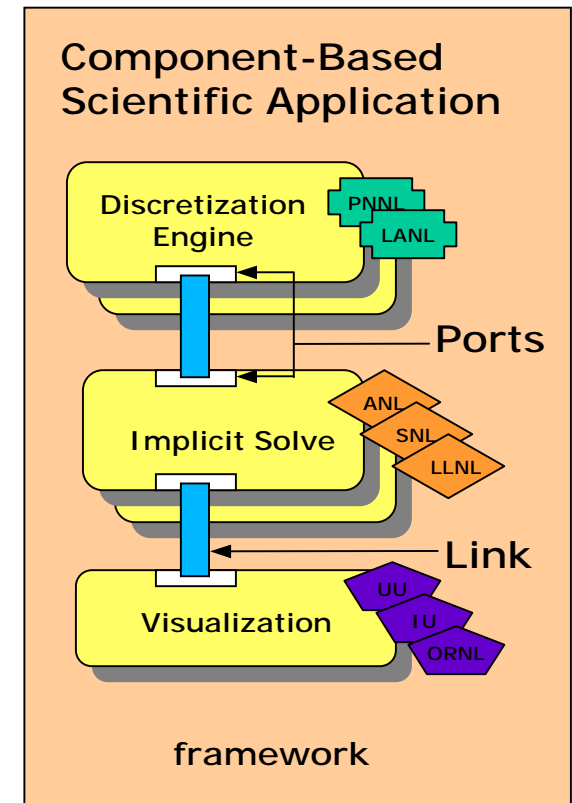 Component-Based
Scientific Application
Discretization
Engine
PNNL
LANL
Ports
Implicit Solve
ANL
SNL
LLNL
Link
Visualization
UU
IU
ORNL
framework